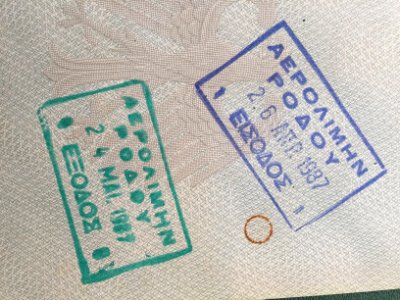 ΑΕΡΟΛΙΜΗΝ
ΡΟΔΟΥ
24 ΜΑΙ. 1987
ΕΞΟΔΟΣ
ΑΕΡΟΛΙΜΗΝ
ΡΟΔΟΥ
26 ΑΠΡ 1987
ΕΙΣΟΔΟΣ